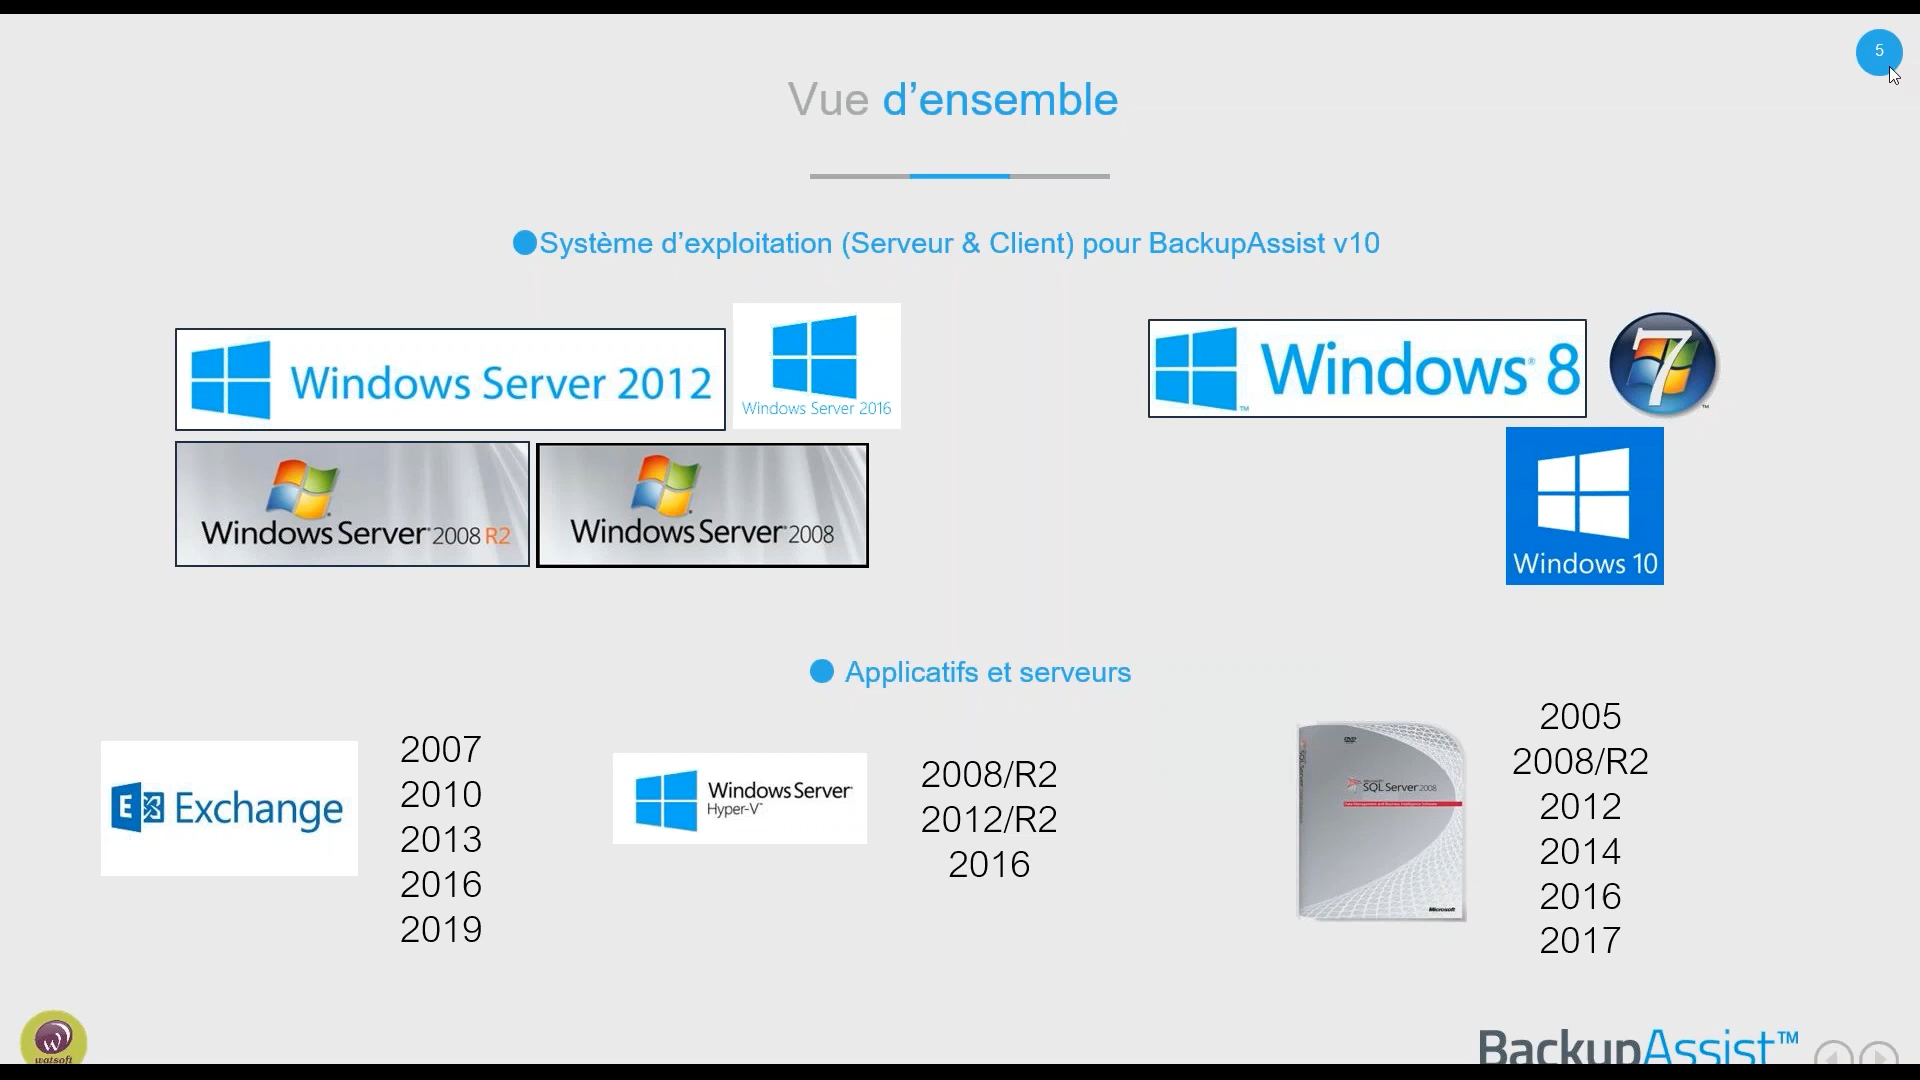 5
Vue d’ensemble
Système d’exploitation (Serveur & Client) pour BackupAssist v10
Windows Server 2012
Windows Server 2016
Windows Server 2008 R2
Windows Server 2008
Windows 8
7
Windows 10
Applicatifs et serveurs
E Exchange
2007
2010
2013
2016
2019
Windows Server
Hyper-V
2008/R2
2012/R2
2016
DVD
Microsoft
SQL Server 2008
Microsoft
2005
2008/R2
2012
2014
2016
2017
W
watsoft
BackupAssist™